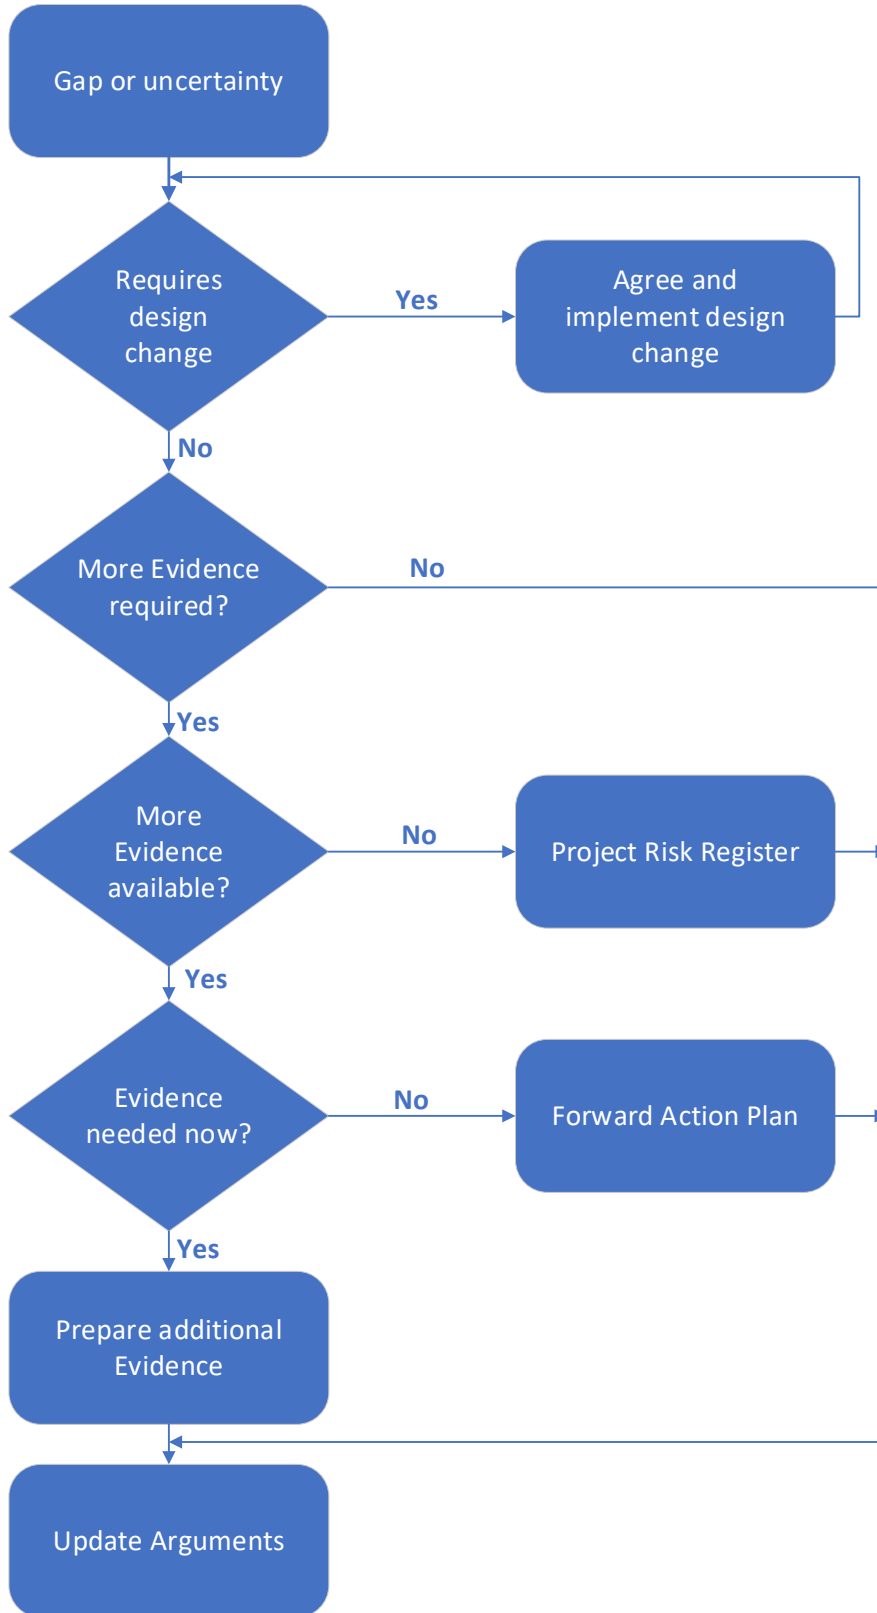 Gap or uncertainty
Requires
design
change
Yes
Agree and
implement design
change
No
More Evidence
required?
No
Yes
More
Evidence
available?
No
Project Risk Register
Yes
Evidence
needed now?
No
Forward Action Plan
Yes
Prepare additional
Evidence
Update Arguments